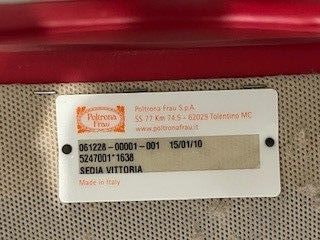 Poltrona
Frau
Poltrona Frau S.p.A.
SS 77 Km 74.5 - 62029 Tolentino MC
www.poltronafrau.it
061228-00001-001 15/01/10
5247001*1638
SEDIA VITTORIA
Made in Italy